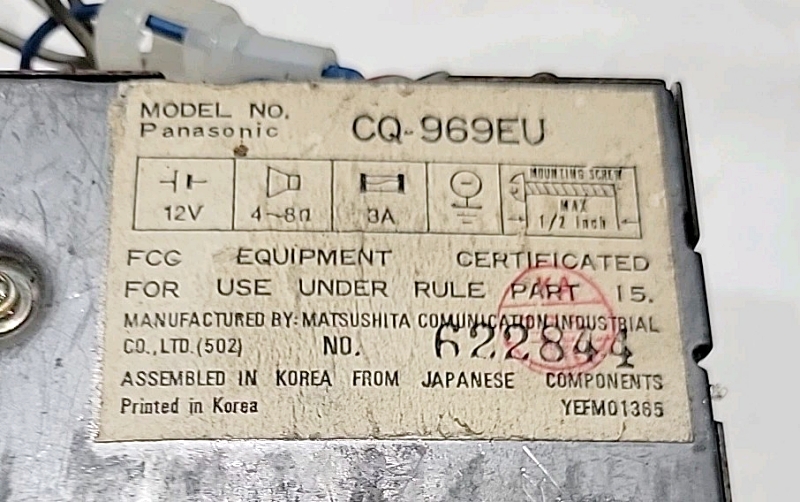 MODEL NO.
Panasonic CQ-969EU
12V 4~8Ω 3A MOUNTING SCREW
MAX
1/2 inch
FCC EQUIPMENT CERTIFICATED
FOR USE UNDER RULE PART 15.
MANUFACTURED BY: MATSUSHITA COMUNICATION INDUSTRIAL
CO., LTD. (502) NO. 622844
ASSEMBLED IN KOREA FROM JAPANESE COMPONENTS
Printed in Korea YEFM01365